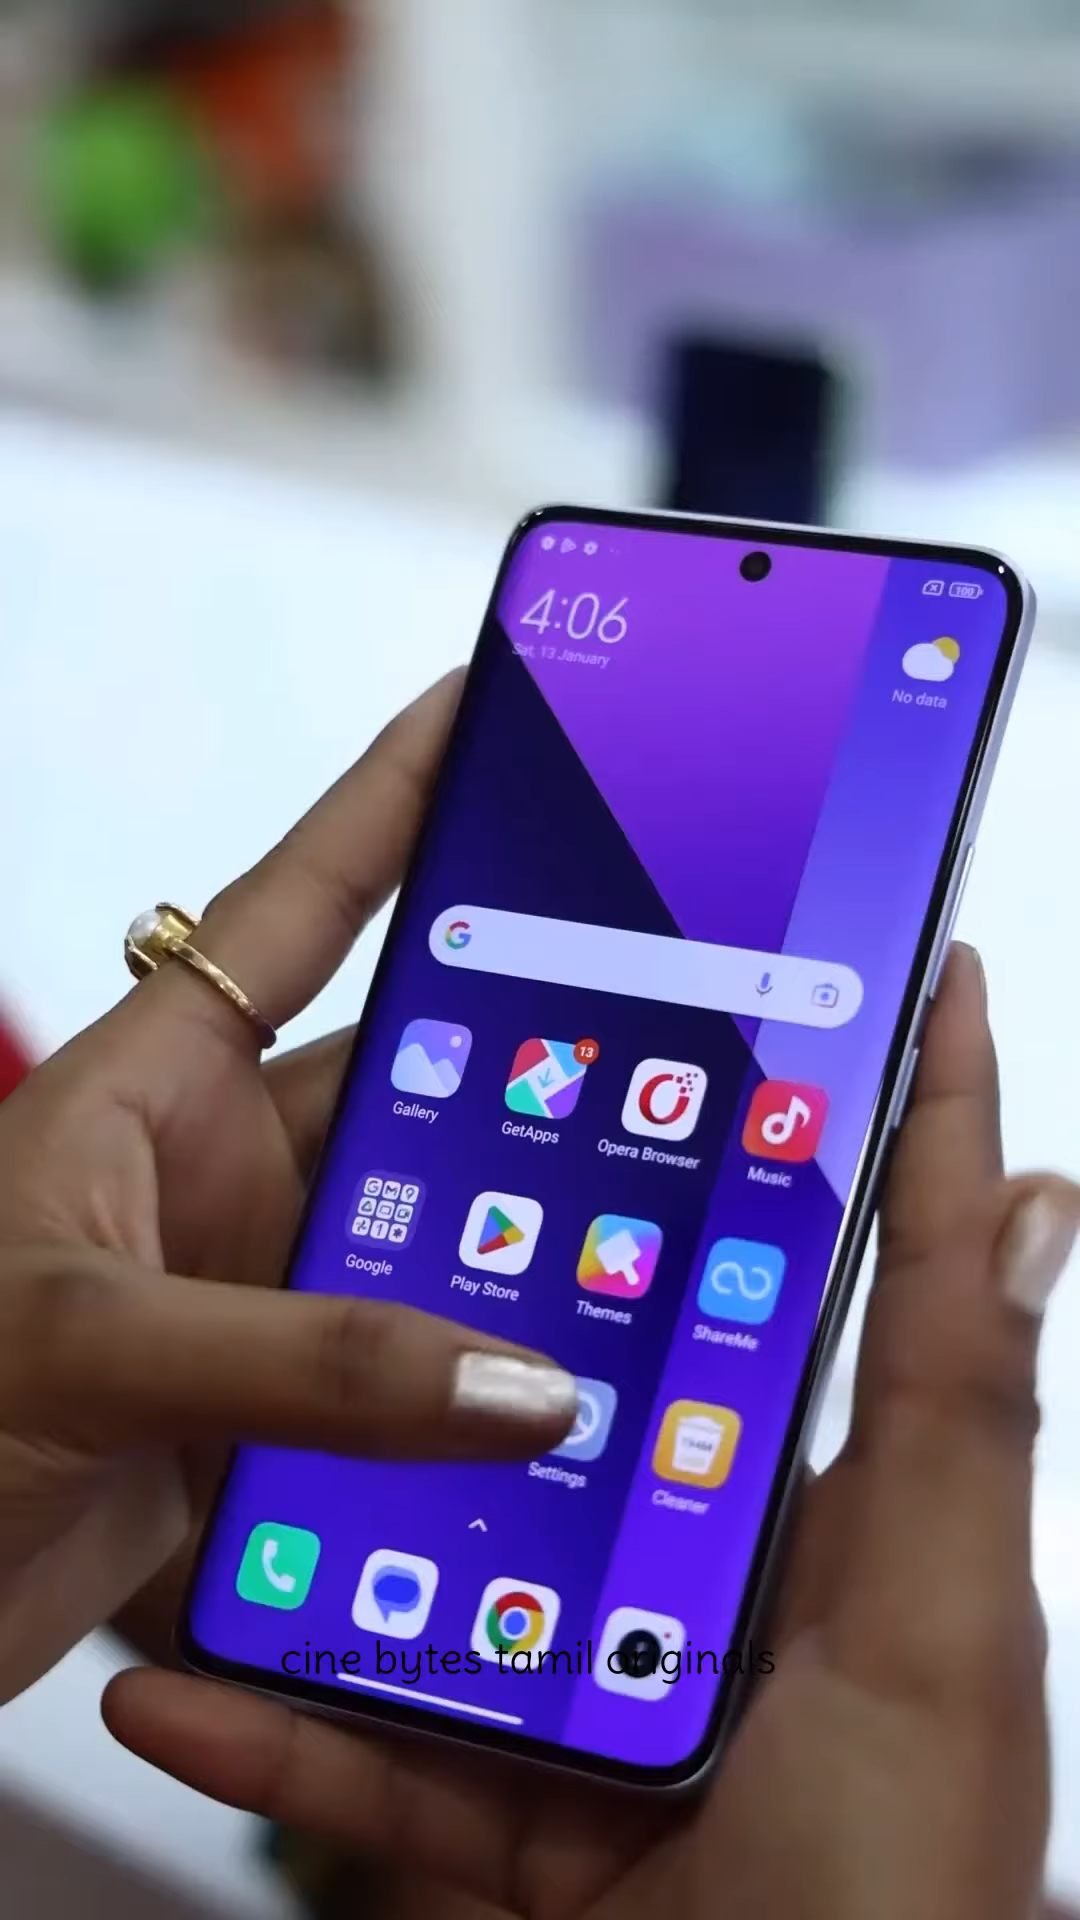 4:06
100
Sat, 13 January
No data
13
Gallery
GetApps
Opera Browser
Music
Google
Play Store
Themes
ShareMe
Settings
Cleaner
cine bytes tamil originals